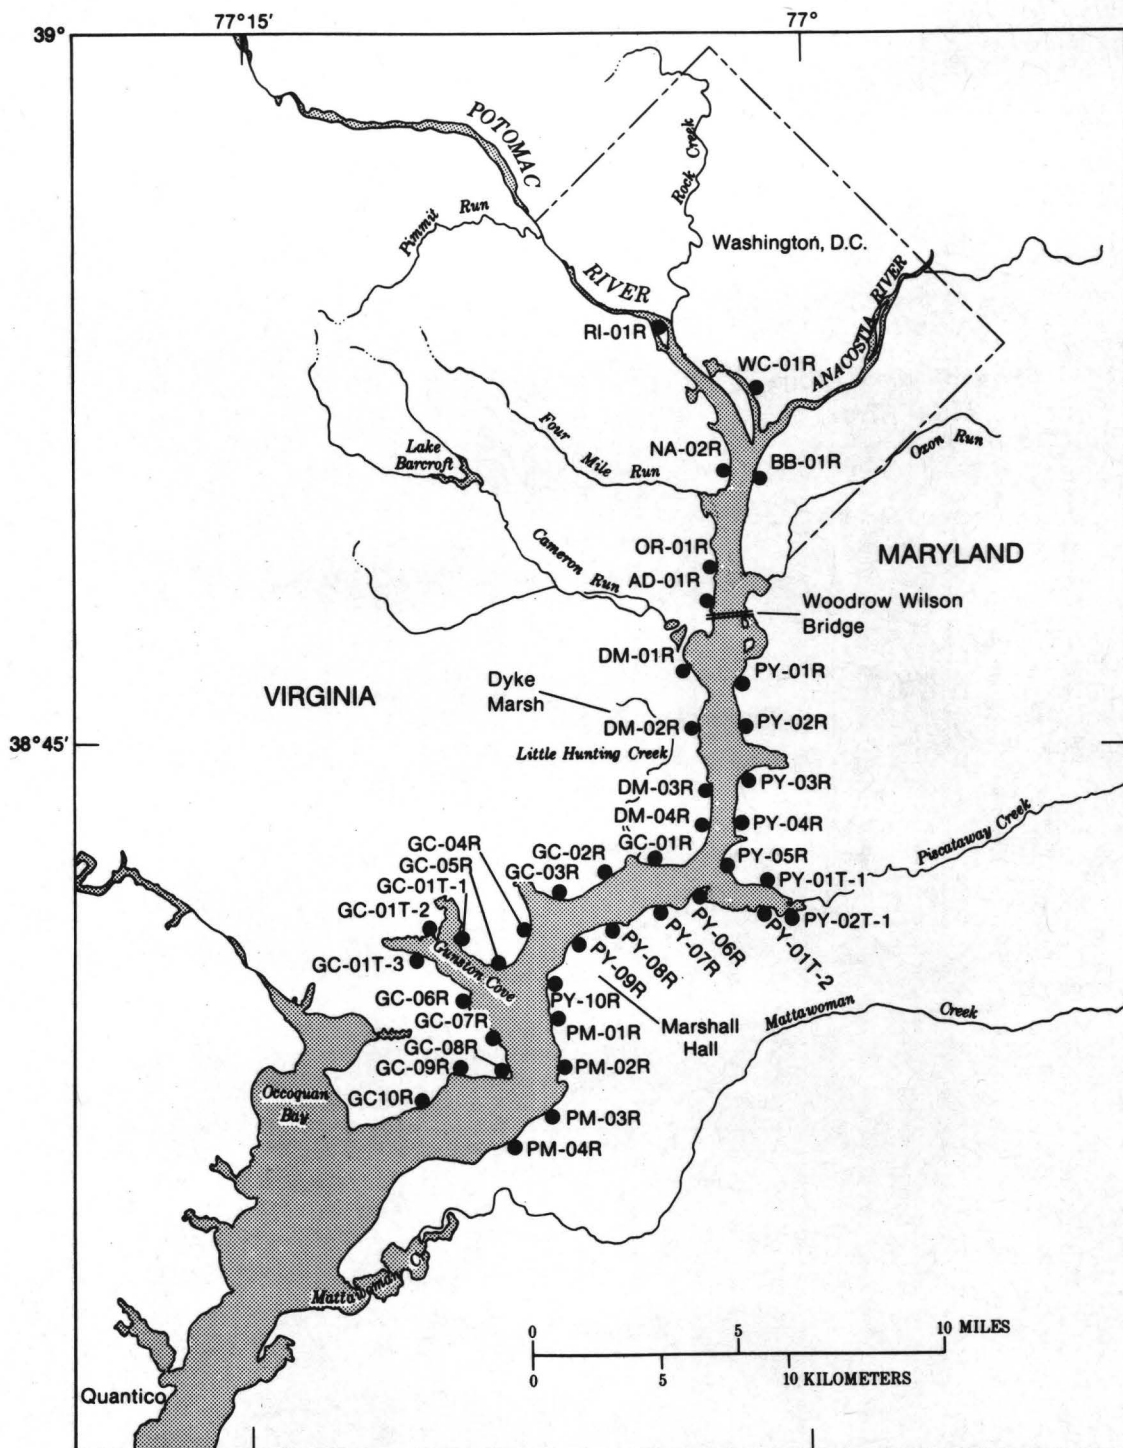 77°15′
77°
39°
POTOMAC
Rock Creek
Pimmit Run
Washington, D.C.
RIVER
ANACOSTIA RIVER
RI-01R
WC-01R
Four Mile Run
Lake
Barcroft
NA-02R
BB-01R
Oxon Run
OR-01R
MARYLAND
Cameron Run
AD-01R
Woodrow Wilson
Bridge
DM-01R
PY-01R
Dyke
Marsh
VIRGINIA
DM-02R
PY-02R
38°45′
Little Hunting Creek
DM-03R
PY-03R
DM-04R
PY-04R
Piscataway Creek
GC-04R
GC-01R
GC-02R
PY-05R
GC-05R
GC-03R
PY-01T-1
GC-01T-1
GC-01T-2
PY-02T-1
PY-06R
PY-01T-2
PY-07R
PY-08R
PY-09R
Gunston Cove
GC-01T-3
PY-10R
GC-06R
Mattawoman Creek
GC-07R
PM-01R
Marshall
Hall
GC-08R
GC-09R
PM-02R
Occoquan
Bay
GC10R
PM-03R
PM-04R
Mattawoman
0 5 10 MILES
0 5 10 KILOMETERS
Quantico